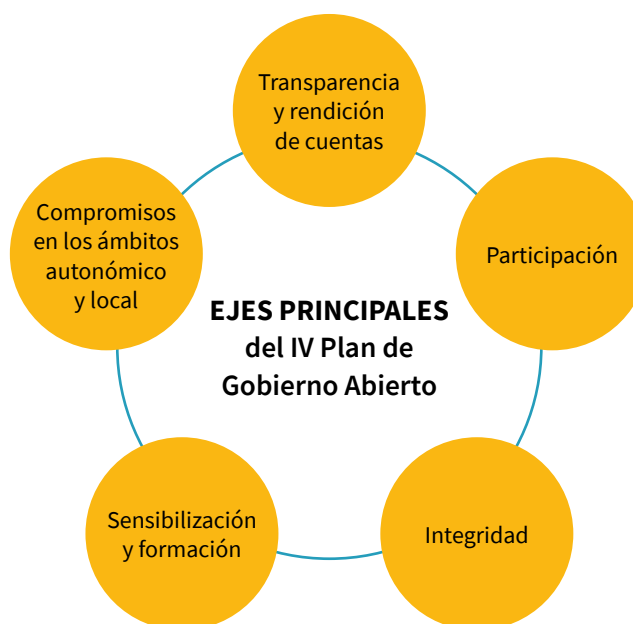 Transparencia
y rendición
de cuentas
Participación
Integridad
Sensibilización
y formación
Compromisos
en los ámbitos
autonómico
y local
EJES PRINCIPALES
del IV Plan de
Gobierno Abierto